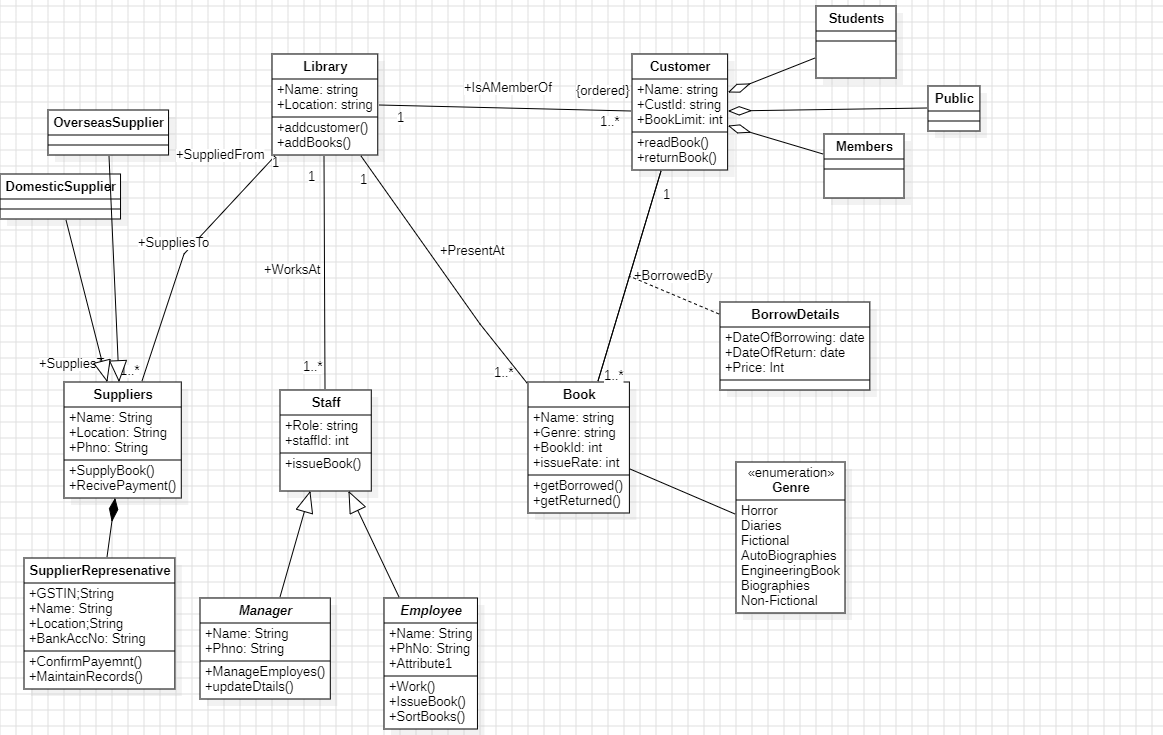 Students
Library
+Name: string
+Location: string
+addcustomer()
+addBooks()
+IsAMemberOf
{ordered}
1
1..*
Customer
+Name: string
+CustId: string
+BookLimit: int
+readBook()
+returnBook()
Public
Members
OverseasSupplier
DomesticSupplier
+SuppliedFrom
1
1
1
1
+SuppliesTo
+WorksAt
+PresentAt
+BorrowedBy
BorrowDetails
+DateOfBorrowing: date
+DateOfReturn: date
+Price: Int
+Supplies
1..*
1..*
1..*
1..*
Suppliers
+Name: String
+Location: String
+Phno: String
+SupplyBook()
+RecivePayment()
Staff
+Role: string
+staffId: int
+issueBook()
Book
+Name: string
+Genre: string
+BookId: int
+issueRate: int
+getBorrowed()
+getReturned()
«enumeration»
Genre
Horror
Diaries
Fictional
AutoBiographies
EngineeringBook
Biographies
Non-Fictional
SupplierRepresenative
+GSTIN;String
+Name: String
+Location;String
+BankAccNo: String
+ConfirmPayemnt()
+MaintainRecords()
Manager
+Name: String
+Phno: String
+ManageEmployes()
+updateDtails()
Employee
+Name: String
+PhNo: String
+Attribute1
+Work()
+IssueBook()
+SortBooks()